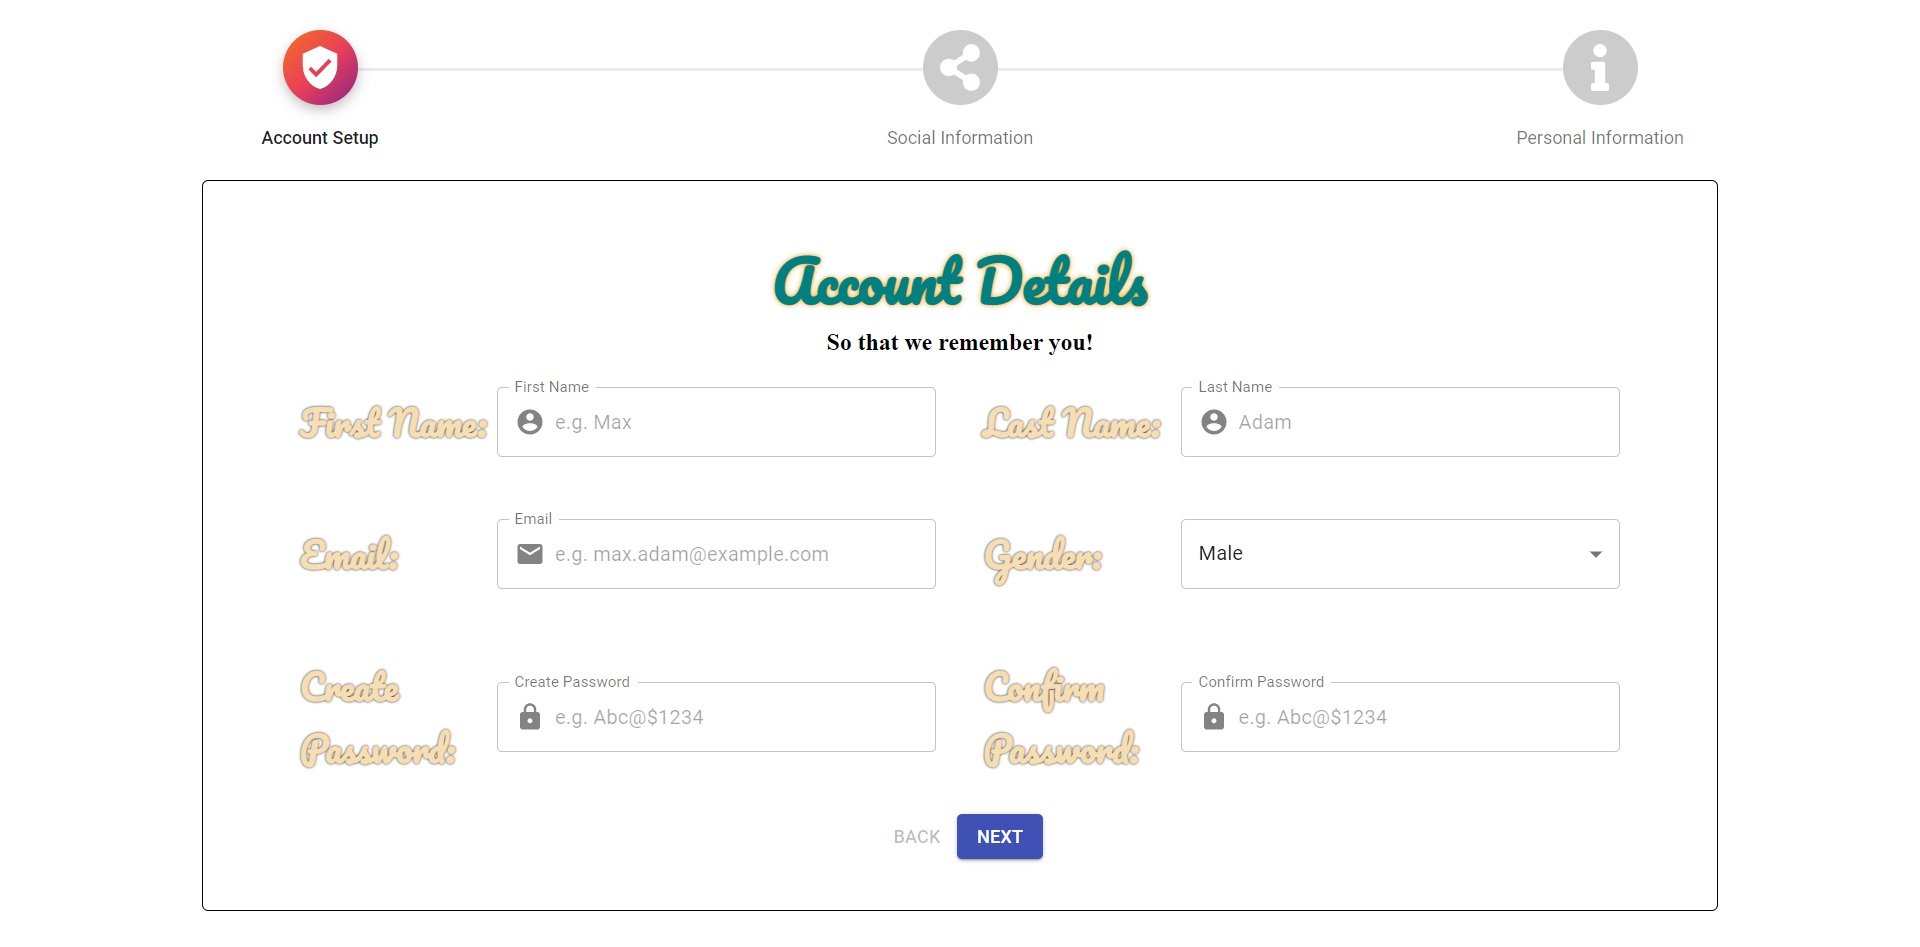 Account Setup
Social Information
Personal Information
Account Details
So that we remember you!
First Name:
First Name
e.g. Max
Last Name:
Last Name
Adam
Email:
Email
e.g. max.adam@example.com
Gender:
Male
Create
Password:
Create Password
e.g. Abc@$1234
Confirm
Password:
Confirm Password
e.g. Abc@$1234
BACK
NEXT